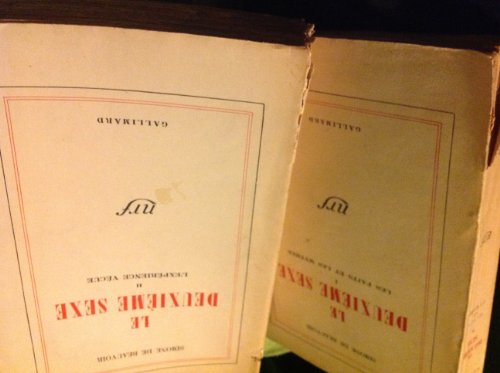 SIMONE DE BEAUVOIR
LE
DEUXIÈME SEXE
II
L'EXPÉRIENCE VÉCUE
nrf
GALLIMARD
SIMONE DE BEAUVOIR
LE
DEUXIÈME SEXE
I
LES FAITS ET LES MYTHES
nrf
GALLIMARD